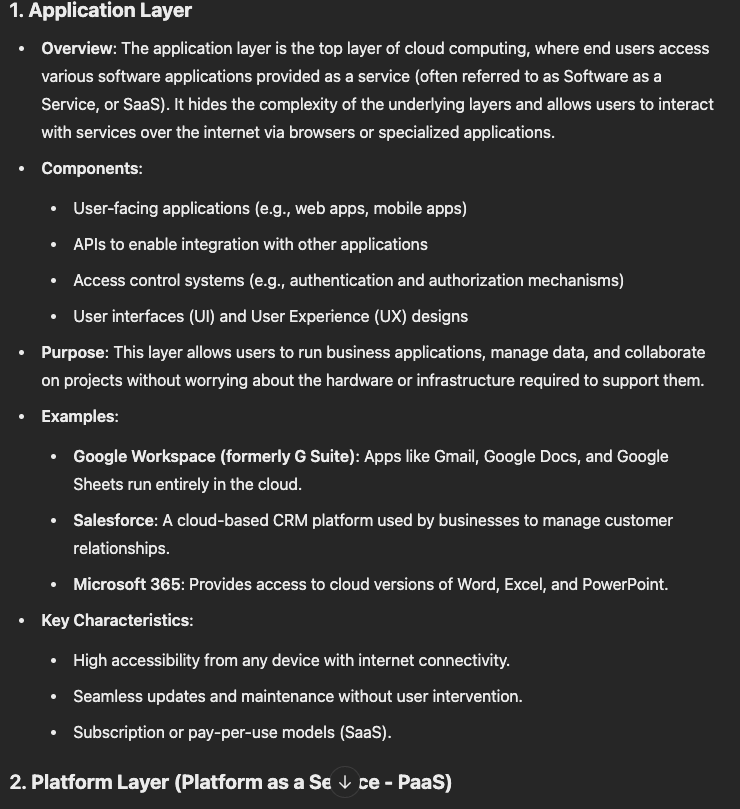 1. Application Layer
• Overview: The application layer is the top layer of cloud computing, where end users access
various software applications provided as a service (often referred to as Software as a
Service, or SaaS). It hides the complexity of the underlying layers and allows users to interact
with services over the internet via browsers or specialized applications.
• Components:
• User-facing applications (e.g., web apps, mobile apps)
• APIs to enable integration with other applications
• Access control systems (e.g., authentication and authorization mechanisms)
• User interfaces (UI) and User Experience (UX) designs
• Purpose: This layer allows users to run business applications, manage data, and collaborate
on projects without worrying about the hardware or infrastructure required to support them.
• Examples:
• Google Workspace (formerly G Suite): Apps like Gmail, Google Docs, and Google
Sheets run entirely in the cloud.
• Salesforce: A cloud-based CRM platform used by businesses to manage customer
relationships.
• Microsoft 365: Provides access to cloud versions of Word, Excel, and PowerPoint.
• Key Characteristics:
• High accessibility from any device with internet connectivity.
• Seamless updates and maintenance without user intervention.
• Subscription or pay-per-use models (SaaS).
2. Platform Layer (Platform as a Se ce - PaaS)